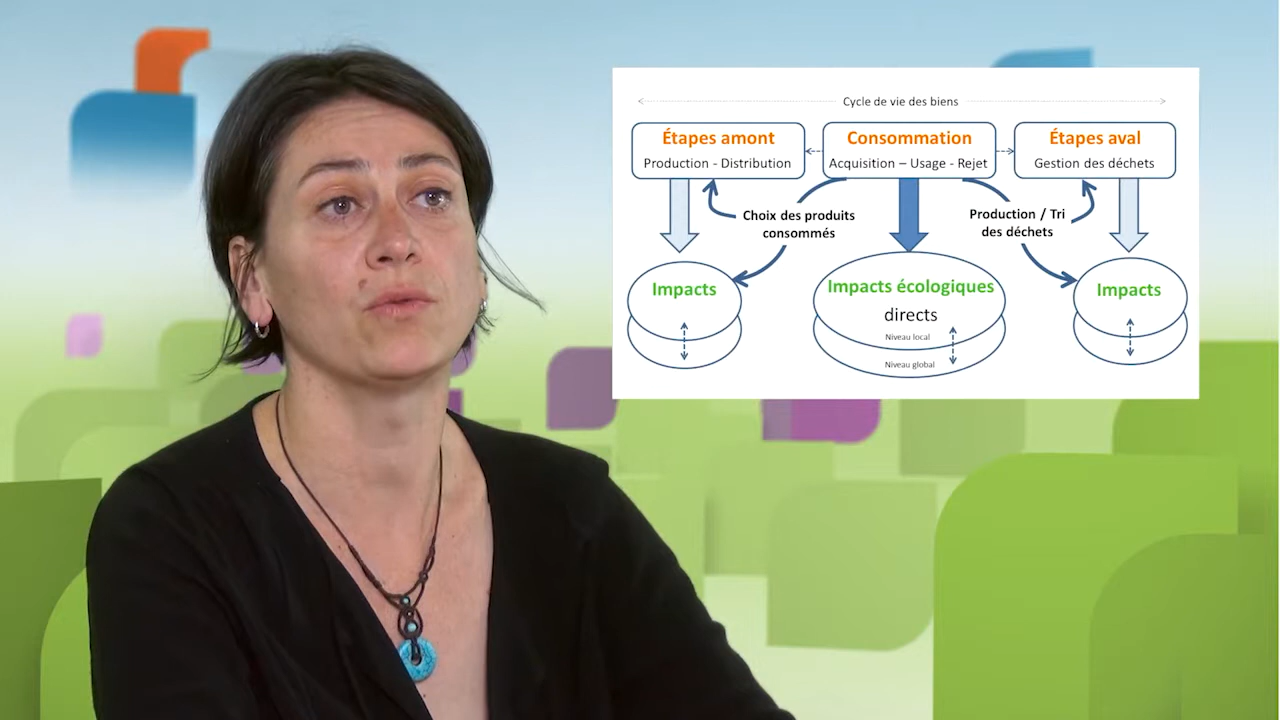 Cycle de vie des biens
Étapes amont
Production - Distribution
Consommation
Acquisition – Usage - Rejet
Étapes aval
Gestion des déchets
Choix des produits
consommés
Production / Tri
des déchets
Impacts
Impacts écologiques
directs
Niveau local
Niveau global
Impacts